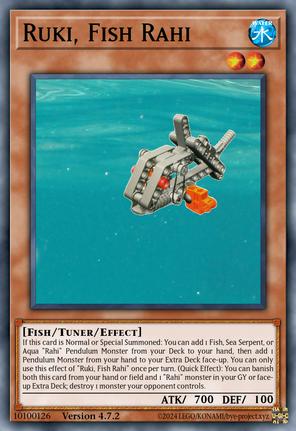 Ruki, Fish Rahi
WATER
水
[Fish/Tuner/Effect]
If this card is Normal or Special Summoned: You can add 1 Fish, Sea Serpent, or
Aqua "Rahi" Pendulum Monster from your Deck to your hand, then add 1
Pendulum Monster from your hand to your Extra Deck face-up. You can only
use this effect of "Ruki, Fish Rahi" once per turn. (Quick Effect): You can banish
both this card from your hand or field and 1 "Rahi" monster in your GY or face-
up Extra Deck; destroy 1 monster your opponent controls.
ATK/ 700 DEF/ 100
10100126 Version 4.7.2 ©2024 LEGO/KONAMI/bye-project.xyz